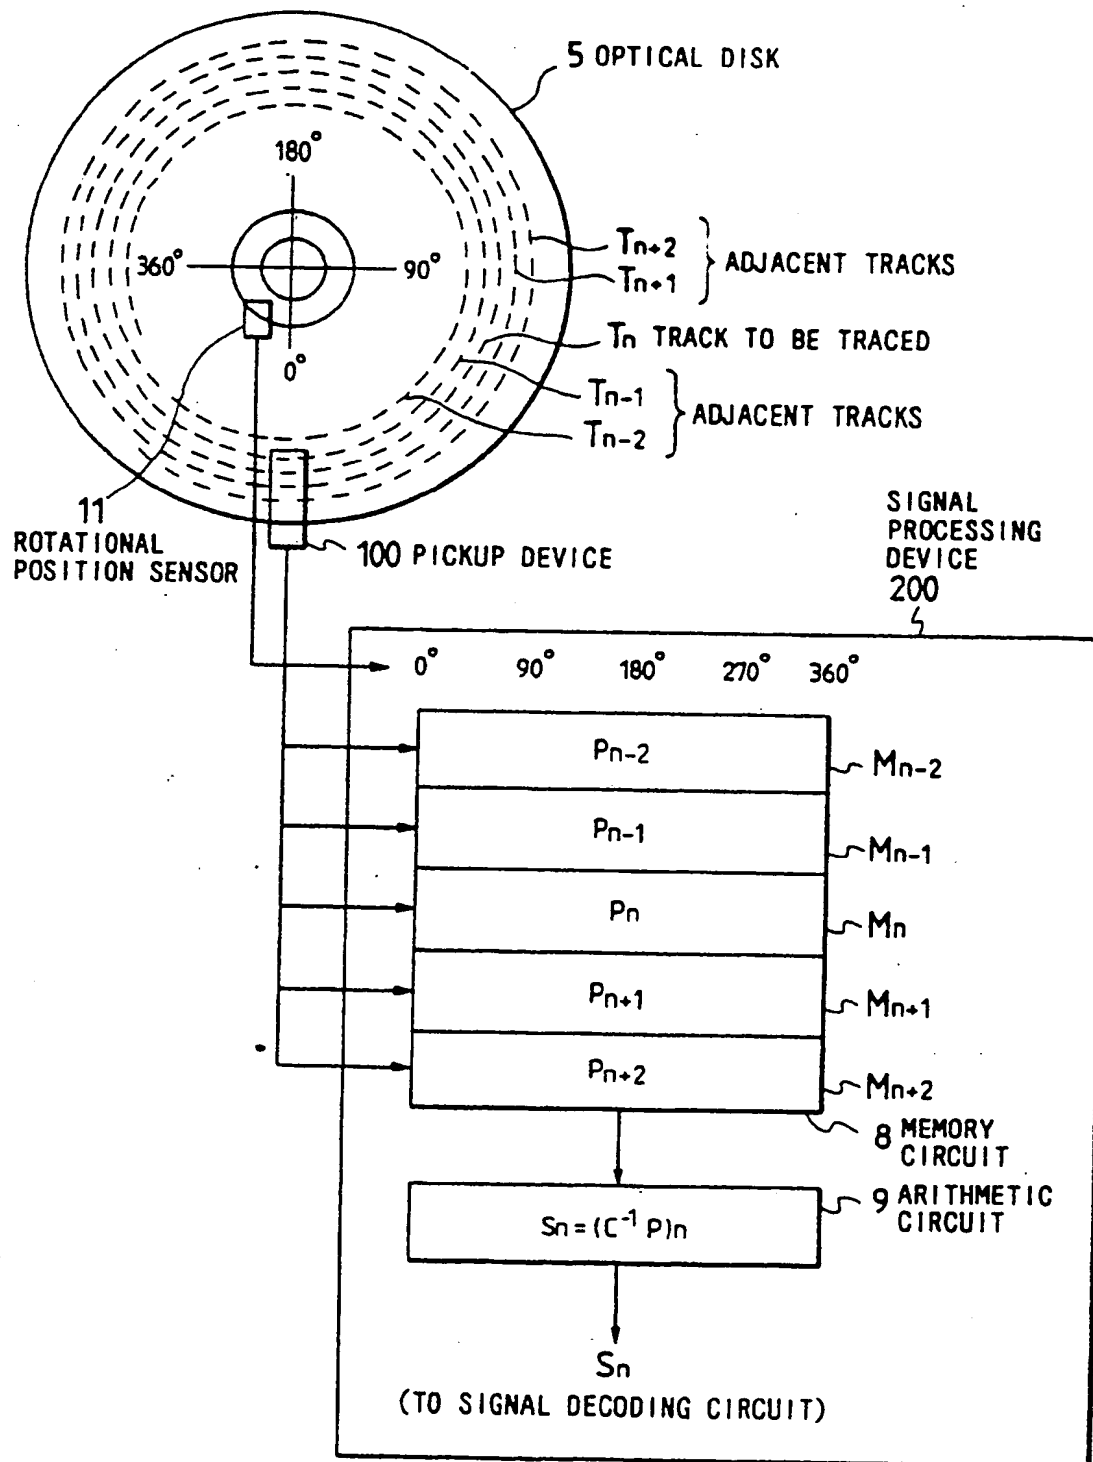 5 OPTICAL DISK
180°
360°
90°
0°
Tn+2
Tn+1
ADJACENT TRACKS
Tn TRACK TO BE TRACED
Tn-1
Tn-2
ADJACENT TRACKS
11
ROTATIONAL
POSITION SENSOR
100 PICKUP DEVICE
SIGNAL
PROCESSING
DEVICE
200
0° 90° 180° 270° 360°
Pn-2
Mn-2
Pn-1
Mn-1
Pn
Mn
Pn+1
Mn+1
Pn+2
Mn+2
8 MEMORY
CIRCUIT
9 ARITHMETIC
CIRCUIT
Sn = (C⁻¹ P)n
Sn
(TO SIGNAL DECODING CIRCUIT)